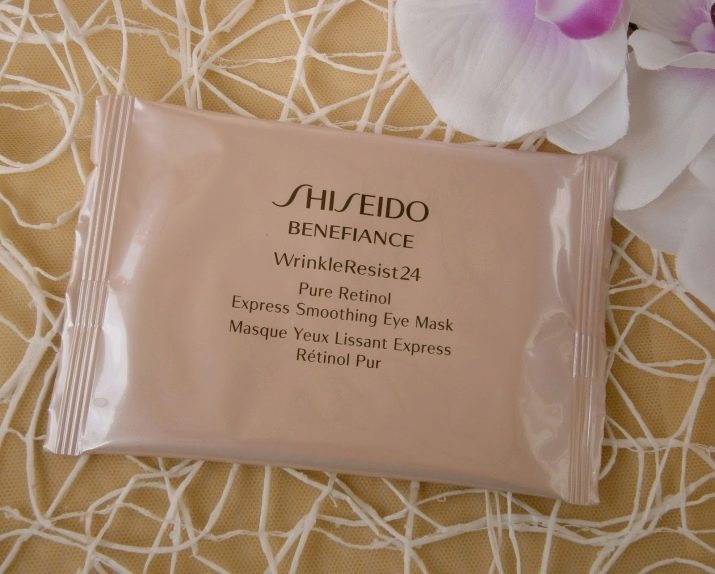 SHISEIDO
BENEFIANCE
WrinkleResist24
Pure Retinol
Express Smoothing Eye Mask
Masque Yeux Lissant Express
Rétinol Pur